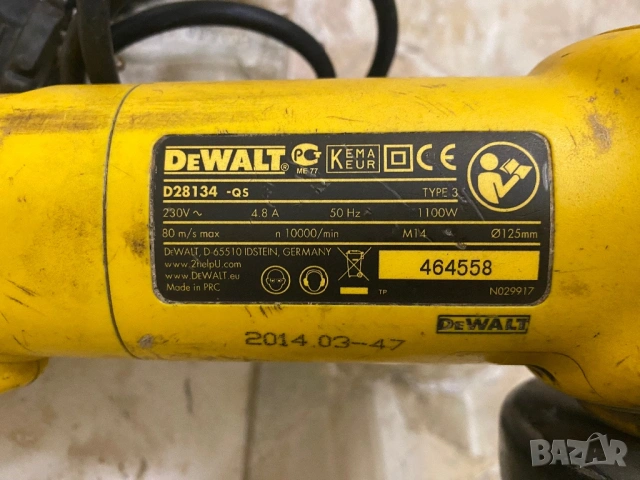 DEWALT®
PC
ME 77
KEMA
KEUR
CE
D28134 -QS
TYPE 3
230V ~ 4.8 A 50 Hz 1100W
80 m/s max n 10000/min M14 Ø125mm
DEWALT, D-65510 IDSTEIN, GERMANY
www.2helpU.com
www.DEWALT.eu
Made in PRC
TP
464558
N029917
DEWALT
2014 03-47
BAZAR